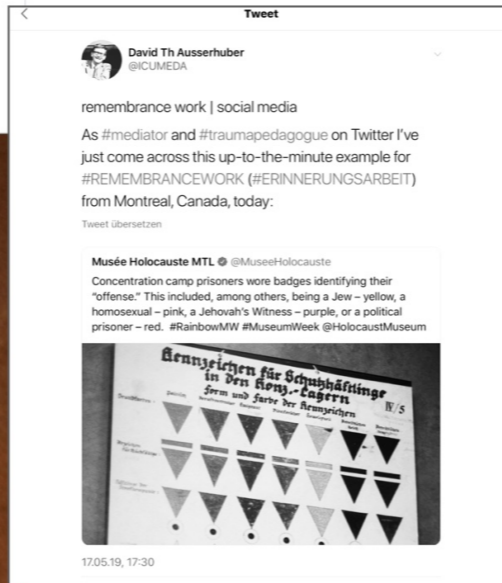 Tweet
David Th Ausserhuber
@ICUMEDA
remembrance work | social media
As #mediator and #traumapedagogue on Twitter I've
just come across this up-to-the-minute example for
#REMEMBRANCEWORK (#ERINNERUNGSARBEIT)
from Montreal, Canada, today:
Tweet übersetzen
Musée Holocauste MTL @MuseeHolocauste
Concentration camp prisoners wore badges identifying their
"offense." This included, among others, being a Jew – yellow, a
homosexual – pink, a Jehovah's Witness – purple, or a political
prisoner – red. #RainbowMW #MuseumWeek @HolocaustMuseum
Kennzeichen für Schutzhäftlinge
in den Konz.-Lagern
Form und Farbe der Kennzeichen
IV/5
17.05.19, 17:30